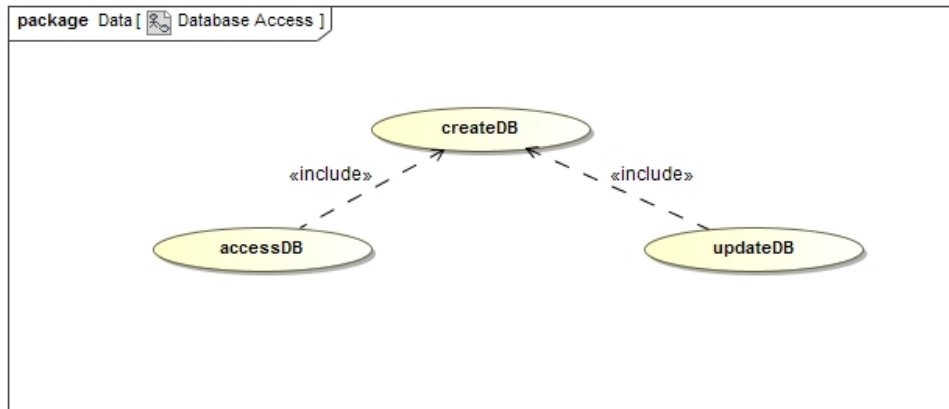 package Data [ Database Access ]
createDB
«include» «include»
accessDB updateDB